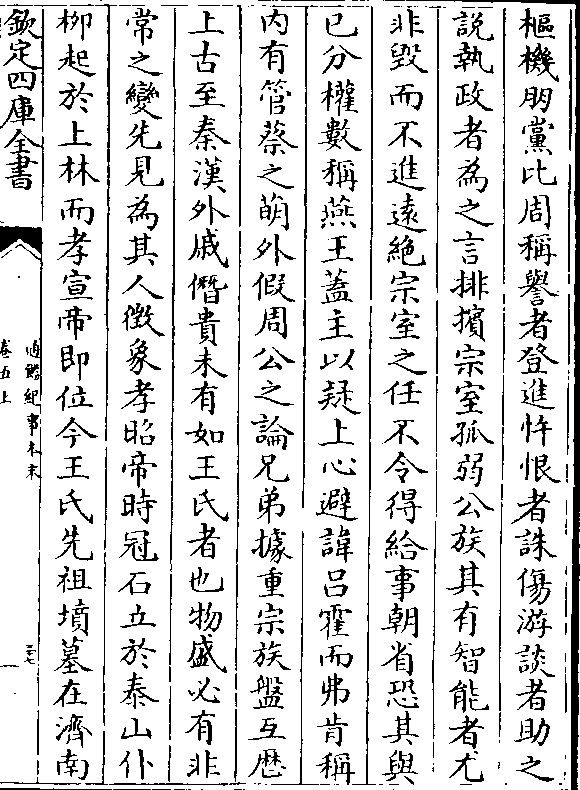 樞機朋黨比周稱譽者登進忤恨者誅傷游談者助之
說執政者為之言排擯宗室孤弱公族其有智能者尤
非毀而不進遠絶宗室之任不令得給事朝省恐其與
已分權數稱燕王蓋主以疑上心避諱吕霍而弗肯稱
内有管蔡之萌外假周公之論兄弟據重宗族盤互歴
上古至秦漢外戚僭貴未有如王氏者也物盛必有非
常之變先見為其人徴象孝昭帝時冠石立於泰山仆
栁起於上林而孝宣帝即位今王氏先祖墳墓在濟南
欽定四庫全書
通鑑紀事本末
卷五上